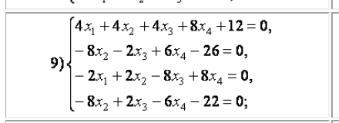 4x₁ + 4x₂ + 4x₃ + 8x₄ + 12 = 0,
9) - 8x₂ - 2x₃ + 6x₄ - 26 = 0,
- 2x₁ + 2x₂ - 8x₃ + 8x₄ = 0,
- 8x₂ + 2x₃ - 6x₄ - 22 = 0;